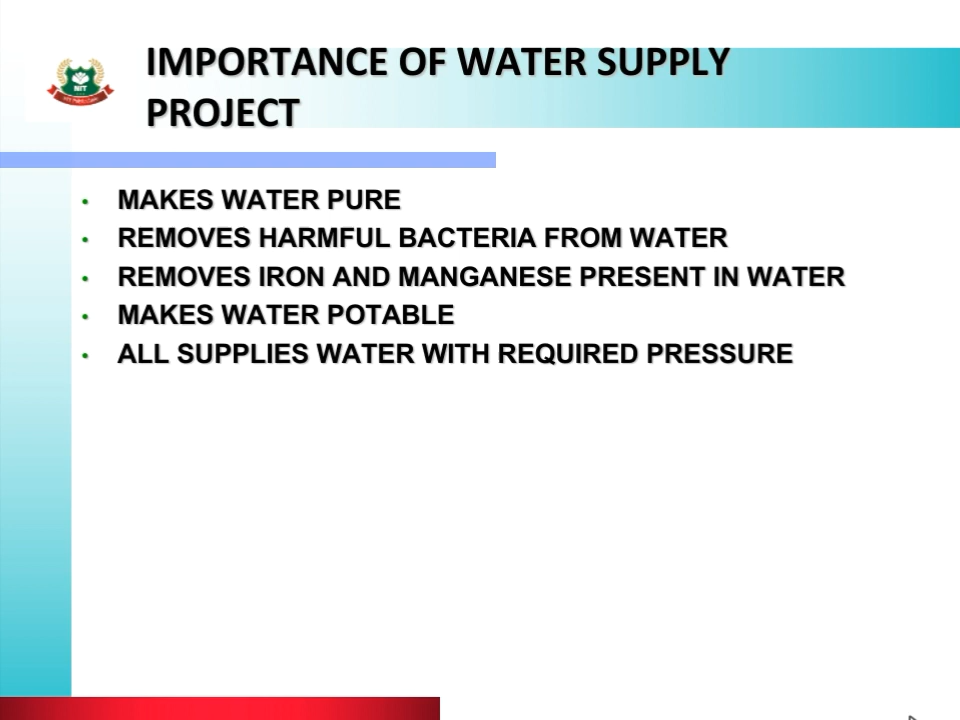 IMPORTANCE OF WATER SUPPLY
PROJECT
NIT
• MAKES WATER PURE
• REMOVES HARMFUL BACTERIA FROM WATER
• REMOVES IRON AND MANGANESE PRESENT IN WATER
• MAKES WATER POTABLE
• ALL SUPPLIES WATER WITH REQUIRED PRESSURE